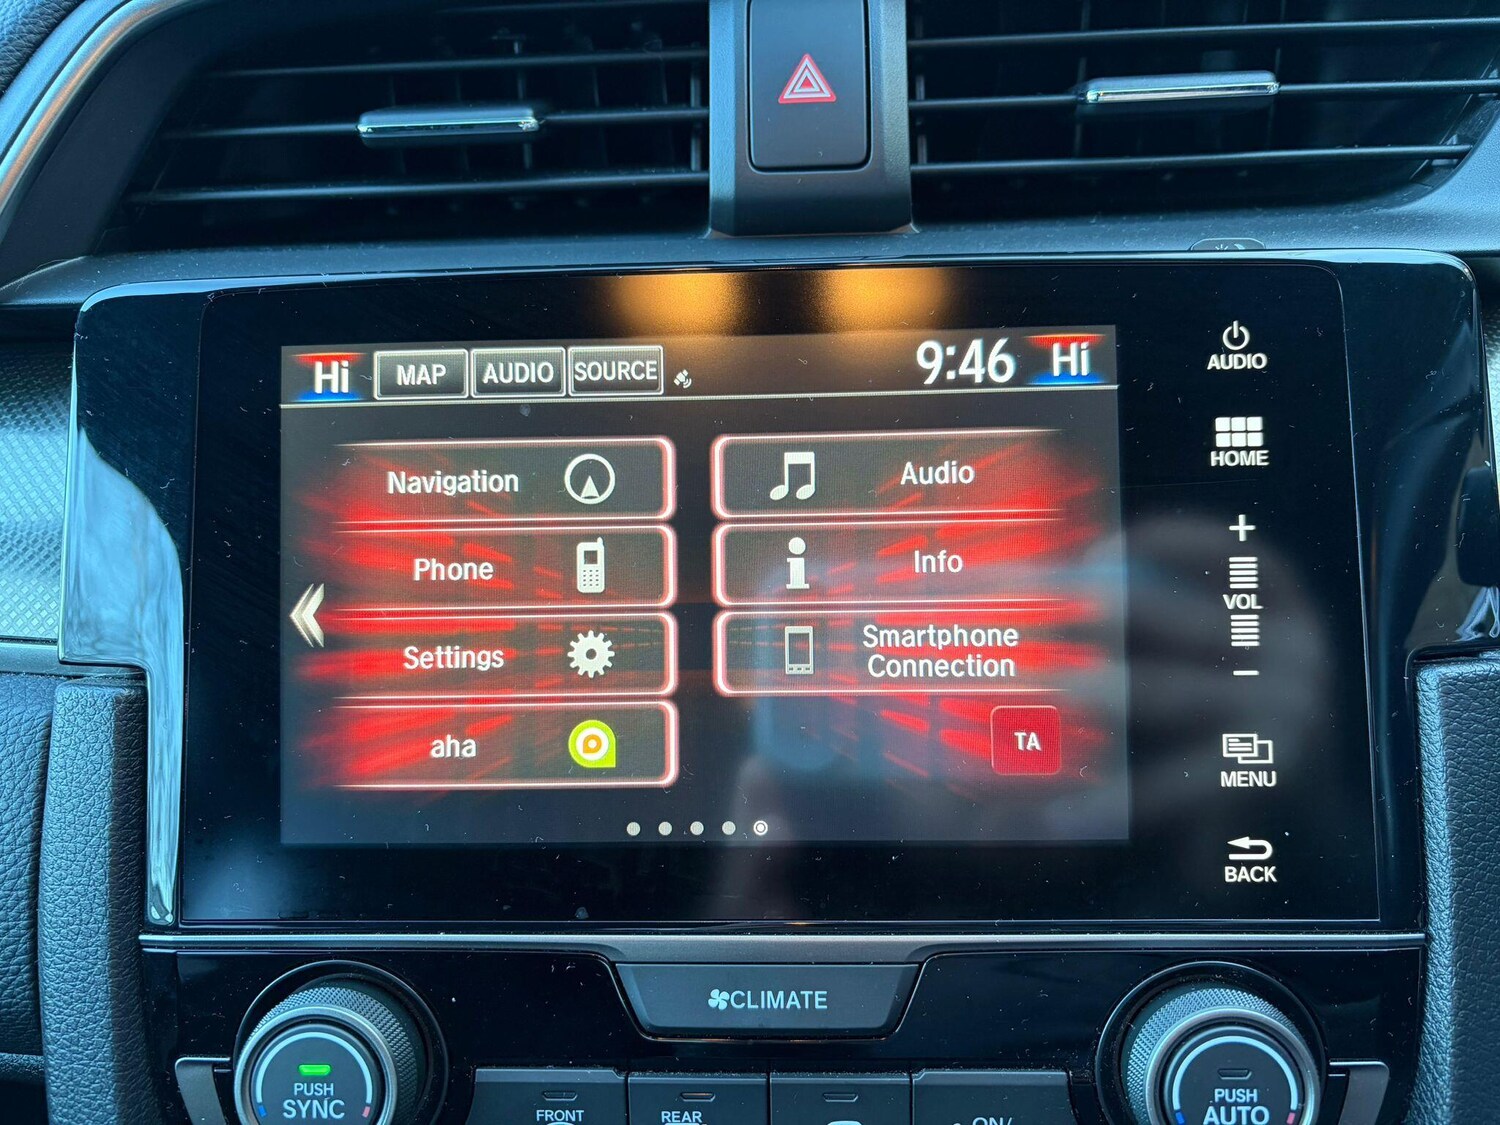 Hi MAP AUDIO SOURCE 9:46 Hi
Navigation
Phone
Settings
aha
Audio
Info
Smartphone
Connection
TA
AUDIO
HOME
+
VOL
−
MENU
BACK
CLIMATE
PUSH
SYNC
FRONT
REAR
ON/
PUSH
AUTO